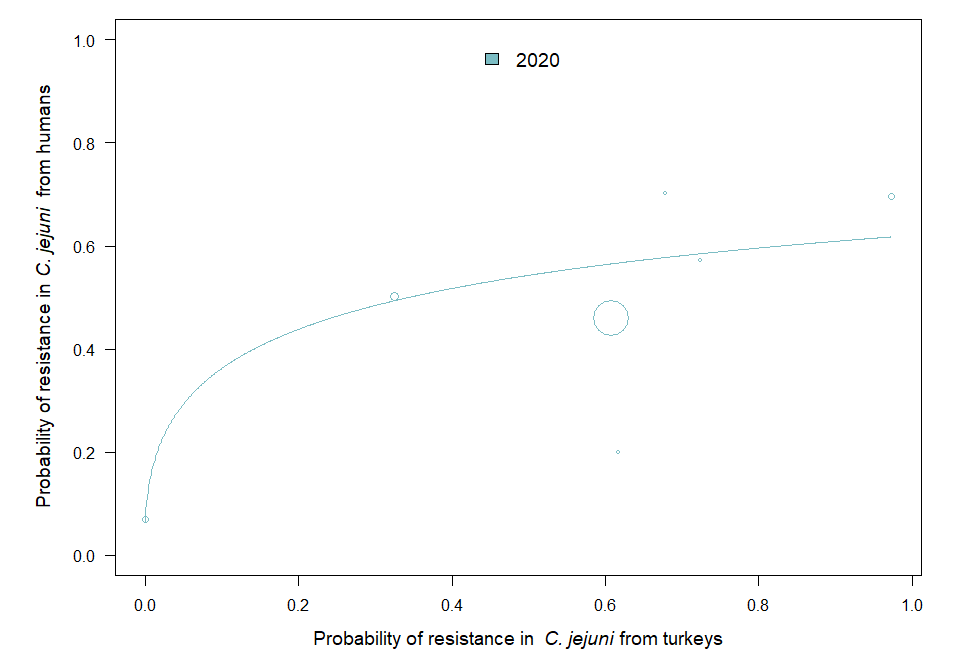 2020
Probability of resistance in C. jejuni from humans
1.0
0.8
0.6
0.4
0.2
0.0
0.0 0.2 0.4 0.6 0.8 1.0
Probability of resistance in C. jejuni from turkeys